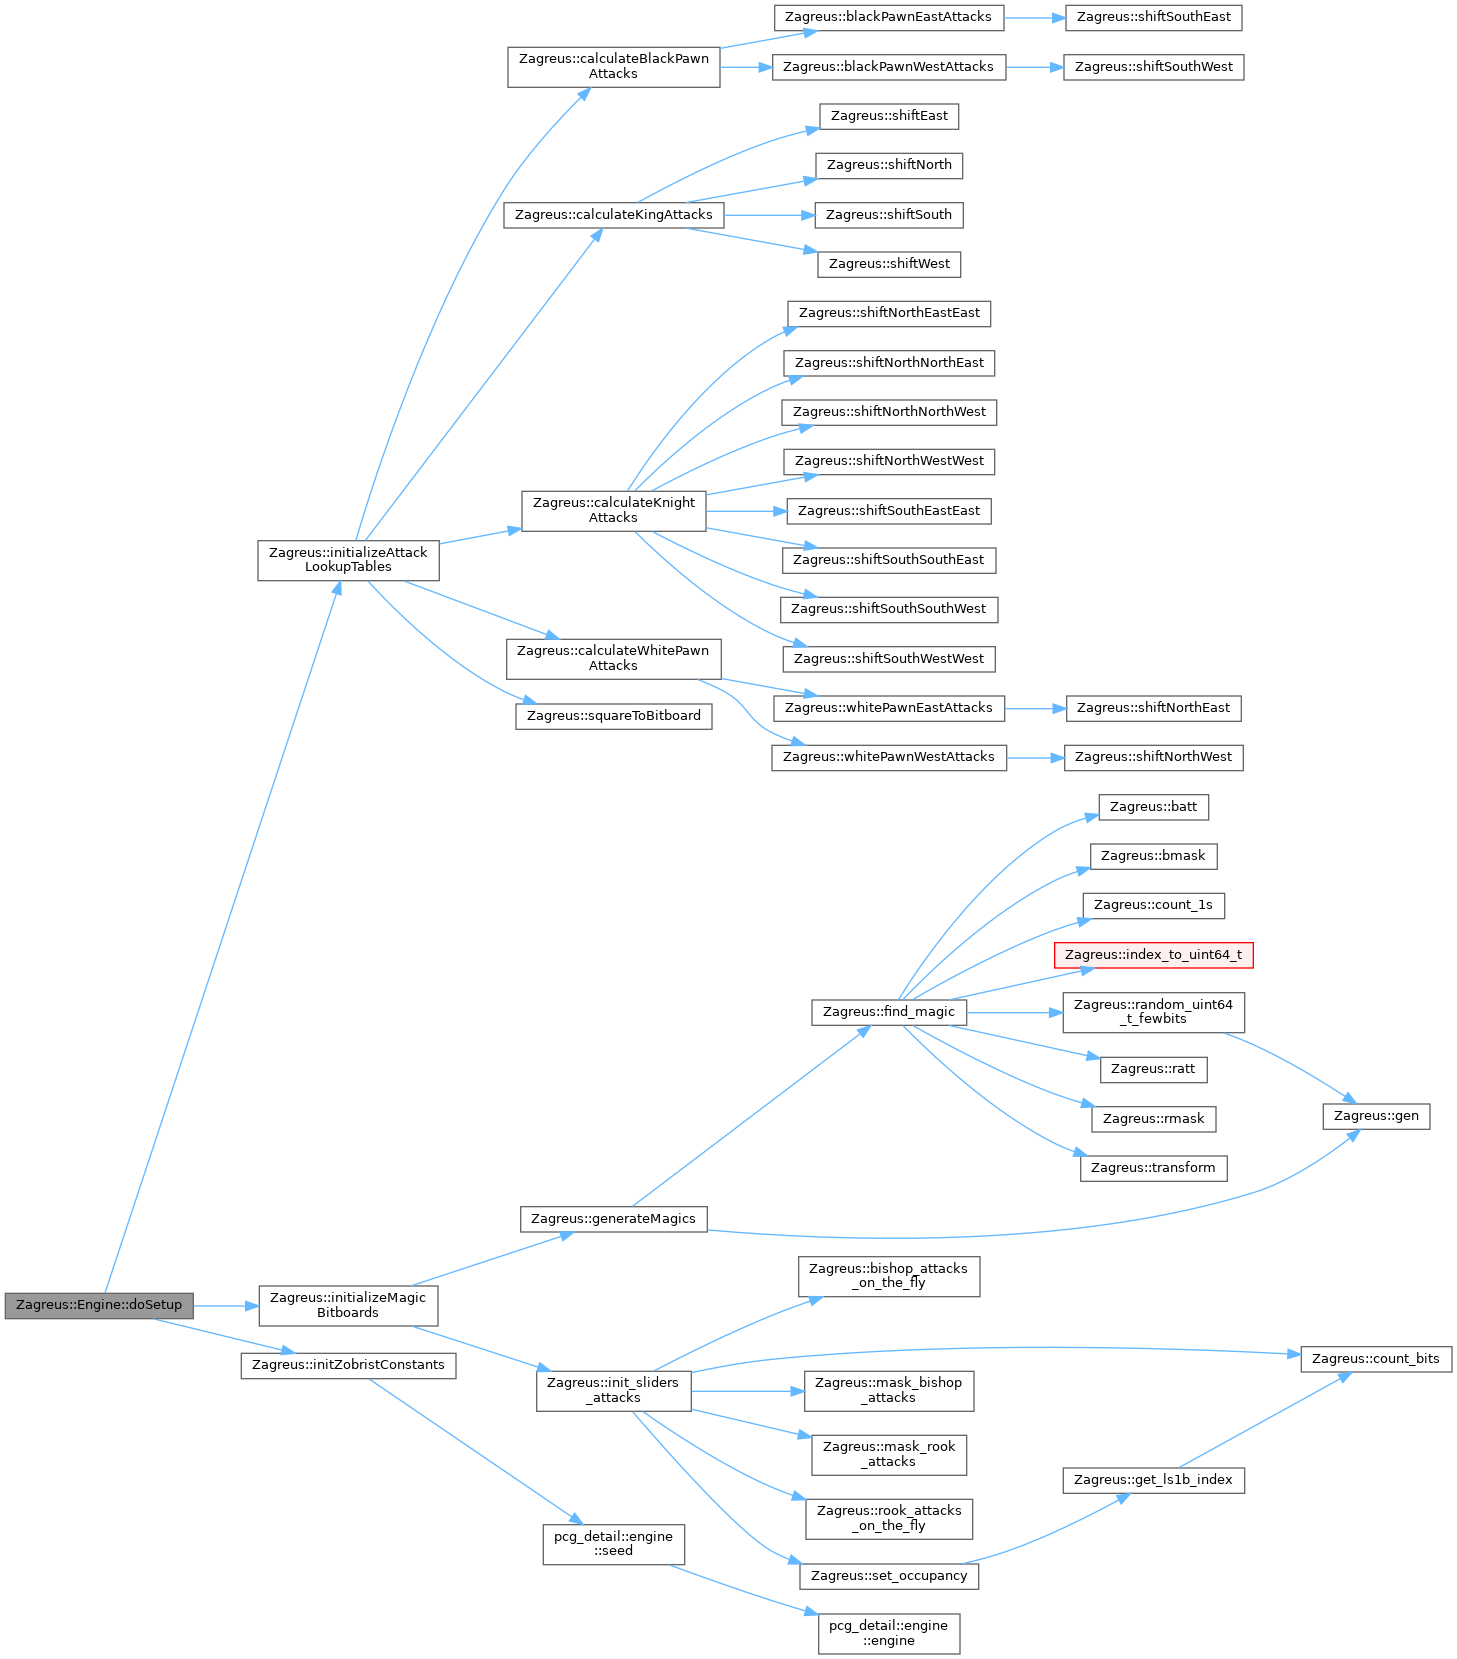 Zagreus::blackPawnEastAttacks
Zagreus::shiftSouthEast
Zagreus::calculateBlackPawn
Attacks
Zagreus::blackPawnWestAttacks
Zagreus::shiftSouthWest
Zagreus::shiftEast
Zagreus::shiftNorth
Zagreus::calculateKingAttacks
Zagreus::shiftSouth
Zagreus::shiftWest
Zagreus::shiftNorthEastEast
Zagreus::shiftNorthNorthEast
Zagreus::shiftNorthNorthWest
Zagreus::shiftNorthWestWest
Zagreus::calculateKnight
Attacks
Zagreus::shiftSouthEastEast
Zagreus::initializeAttack
LookupTables
Zagreus::shiftSouthSouthEast
Zagreus::shiftSouthSouthWest
Zagreus::calculateWhitePawn
Attacks
Zagreus::shiftSouthWestWest
Zagreus::squareToBitboard
Zagreus::whitePawnEastAttacks
Zagreus::shiftNorthEast
Zagreus::whitePawnWestAttacks
Zagreus::shiftNorthWest
Zagreus::batt
Zagreus::bmask
Zagreus::count_1s
Zagreus::index_to_uint64_t
Zagreus::find_magic
Zagreus::random_uint64
_t_fewbits
Zagreus::ratt
Zagreus::rmask
Zagreus::gen
Zagreus::transform
Zagreus::generateMagics
Zagreus::bishop_attacks
_on_the_fly
Zagreus::Engine::doSetup
Zagreus::initializeMagic
Bitboards
Zagreus::initZobristConstants
Zagreus::count_bits
Zagreus::init_sliders
_attacks
Zagreus::mask_bishop
_attacks
Zagreus::mask_rook
_attacks
Zagreus::get_ls1b_index
Zagreus::rook_attacks
_on_the_fly
pcg_detail::engine
::seed
Zagreus::set_occupancy
pcg_detail::engine
::engine